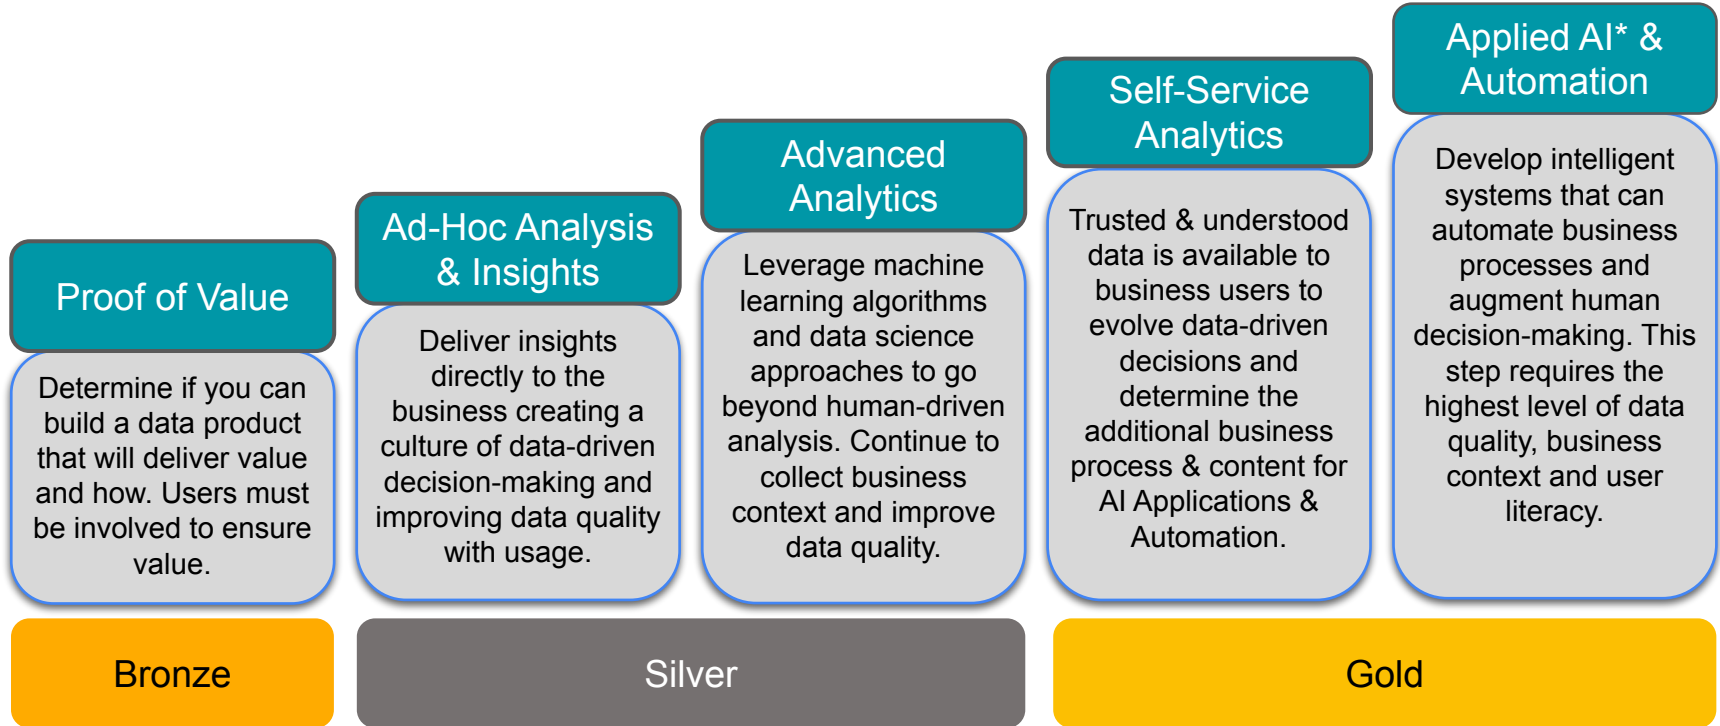 Proof of Value
Determine if you can
build a data product
that will deliver value
and how. Users must
be involved to ensure
value.
Ad-Hoc Analysis
& Insights
Deliver insights
directly to the
business creating a
culture of data-driven
decision-making and
improving data quality
with usage.
Advanced
Analytics
Leverage machine
learning algorithms
and data science
approaches to go
beyond human-driven
analysis. Continue to
collect business
context and improve
data quality.
Self-Service
Analytics
Trusted & understood
data is available to
business users to
evolve data-driven
decisions and
determine the
additional business
process & content for
AI Applications &
Automation.
Applied AI* &
Automation
Develop intelligent
systems that can
automate business
processes and
augment human
decision-making. This
step requires the
highest level of data
quality, business
context and user
literacy.
Bronze
Silver
Gold